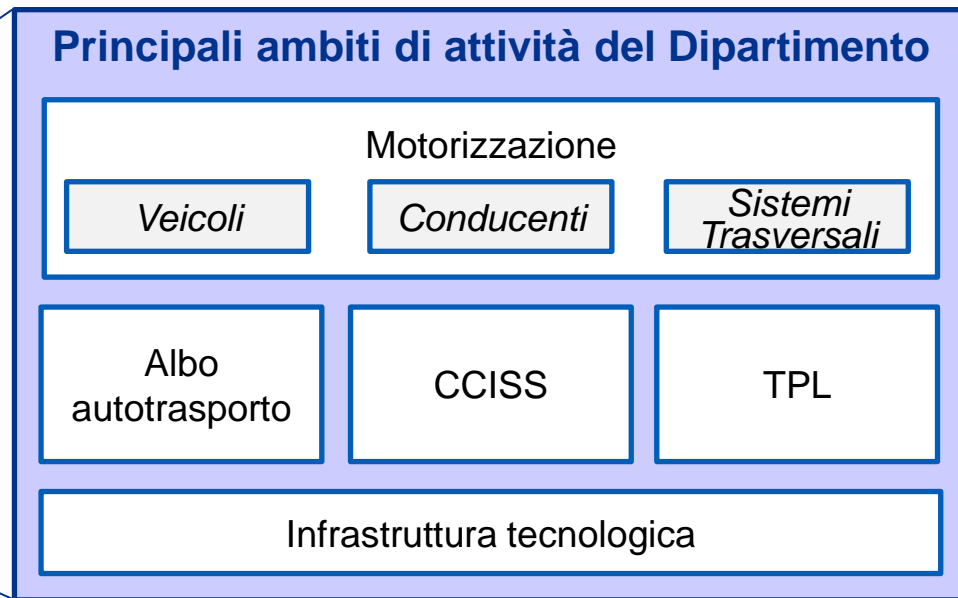 Principali ambiti di attività del Dipartimento
Motorizzazione
Veicoli
Conducenti
Sistemi
Trasversali
Albo
autotrasporto
CCISS
TPL
Infrastruttura tecnologica